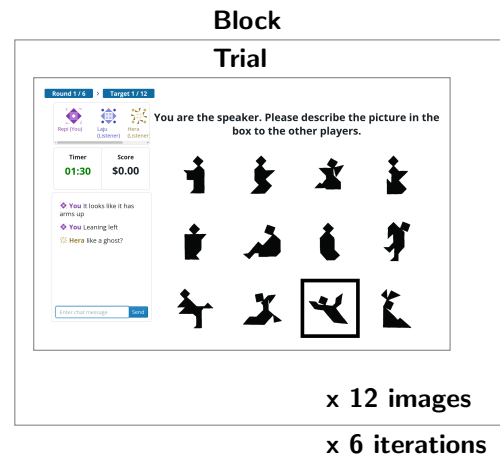 Block
Trial
Round 1 / 6 > Target 1 / 12
Repi (You)
Laju (Listener)
Hera (Listener
You are the speaker. Please describe the picture in the
box to the other players.
Timer
01:30
Score
$0.00
You It looks like it has
arms up
You Leaning left
Hera like a ghost?
Enter chat message
Send
x 12 images
x 6 iterations